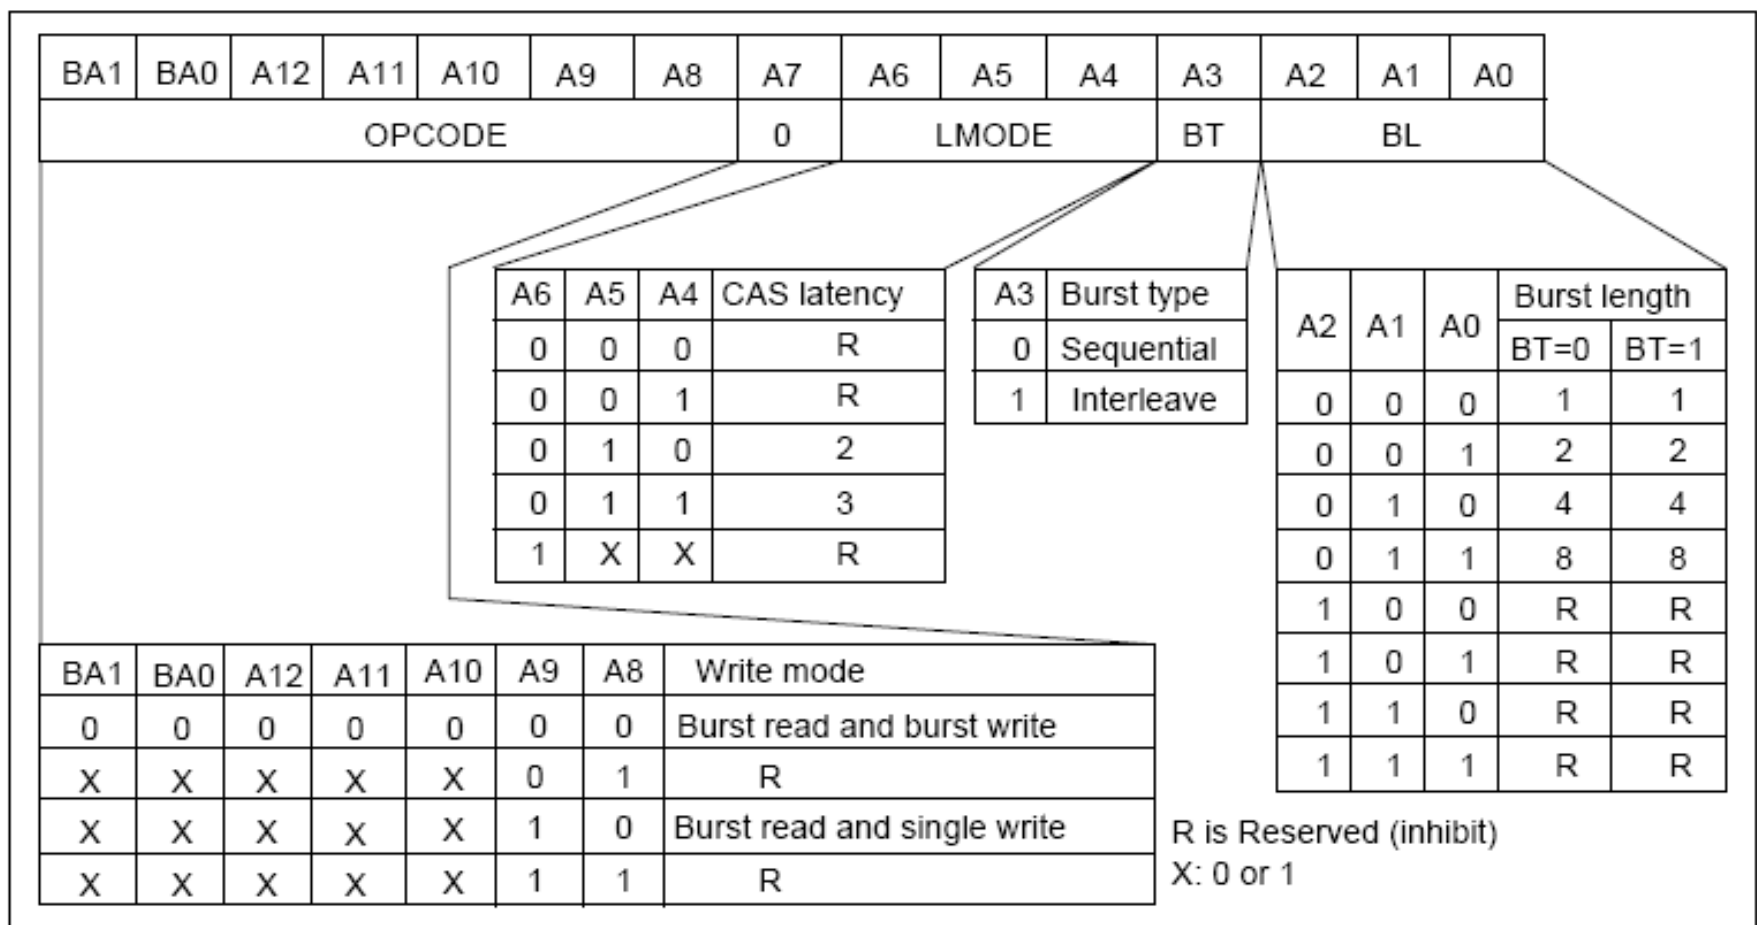 BA1 BA0 A12 A11 A10 A9 A8 A7 A6 A5 A4 A3 A2 A1 A0
OPCODE 0 LMODE BT BL
A6 A5 A4 CAS latency
0 0 0 R
0 0 1 R
0 1 0 2
0 1 1 3
1 X X R
A3 Burst type
0 Sequential
1 Interleave
A2 A1 A0 Burst length
BT=0 BT=1
0 0 0 1 1
0 0 1 2 2
0 1 0 4 4
0 1 1 8 8
1 0 0 R R
1 0 1 R R
1 1 0 R R
1 1 1 R R
BA1 BA0 A12 A11 A10 A9 A8 Write mode
0 0 0 0 0 0 0 Burst read and burst write
X X X X X 0 1 R
X X X X X 1 0 Burst read and single write
X X X X X 1 1 R
R is Reserved (inhibit)
X: 0 or 1